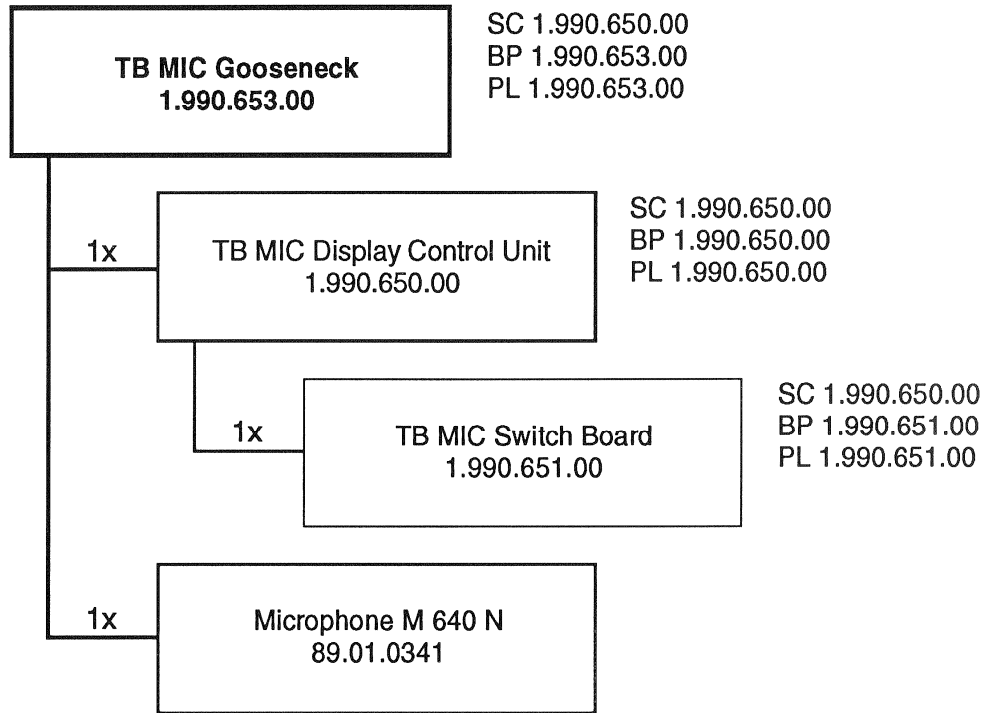 TB MIC Gooseneck
1.990.653.00
SC 1.990.650.00
BP 1.990.653.00
PL 1.990.653.00
1x
TB MIC Display Control Unit
1.990.650.00
SC 1.990.650.00
BP 1.990.650.00
PL 1.990.650.00
1x
TB MIC Switch Board
1.990.651.00
SC 1.990.650.00
BP 1.990.651.00
PL 1.990.651.00
1x
Microphone M 640 N
89.01.0341